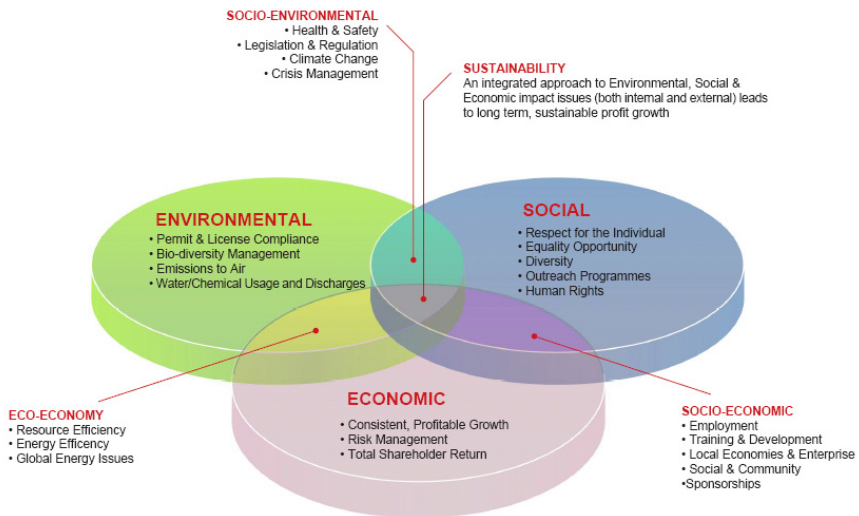 SOCIO-ENVIRONMENTAL
• Health & Safety
• Legislation & Regulation
• Climate Change
• Crisis Management
SUSTAINABILITY
An integrated approach to Environmental, Social &
Economic impact issues (both internal and external) leads
to long term, sustainable profit growth
ENVIRONMENTAL
• Permit & License Compliance
• Bio-diversity Management
• Emissions to Air
• Water/Chemical Usage and Discharges
SOCIAL
• Respect for the Individual
• Equality Opportunity
• Diversity
• Outreach Programmes
• Human Rights
ECO-ECONOMY
• Resource Efficiency
• Energy Efficency
• Global Energy Issues
ECONOMIC
• Consistent, Profitable Growth
• Risk Management
• Total Shareholder Return
SOCIO-ECONOMIC
• Employment
• Training & Development
• Local Economies & Enterprise
• Social & Community
•Sponsorships